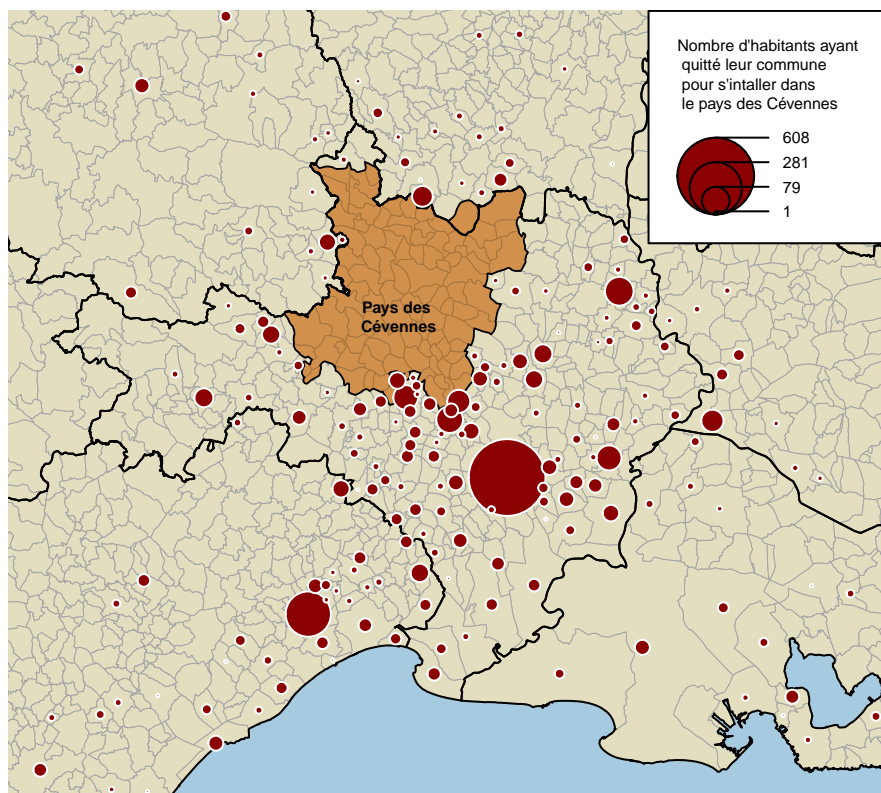 Nombre d'habitants ayant
quitté leur commune
pour s'intaller dans
le pays des Cévennes
608
281
79
1
Pays des
Cévennes